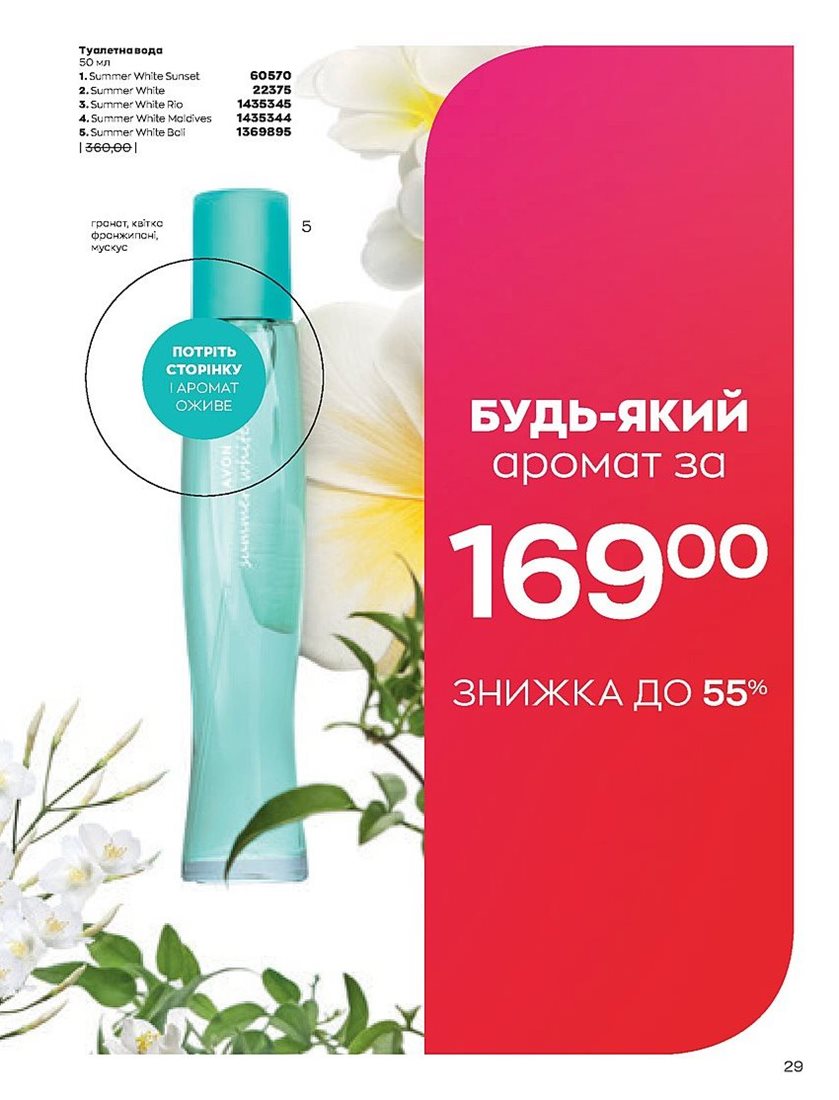 Туалетна вода
50 мл
1. Summer White Sunset 60570
2. Summer White 22375
3. Summer White Rio 1435345
4. Summer White Maldives 1435344
5. Summer White Bali 1369895
| 360,00 |
гранат, квітка
франжипані,
мускус
5
ПОТРІТЬ
СТОРІНКУ
І АРОМАТ
ОЖИВЕ
AVON
summer white
БУДЬ-ЯКИЙ
аромат за
169⁰⁰
ЗНИЖКА ДО 55%
29